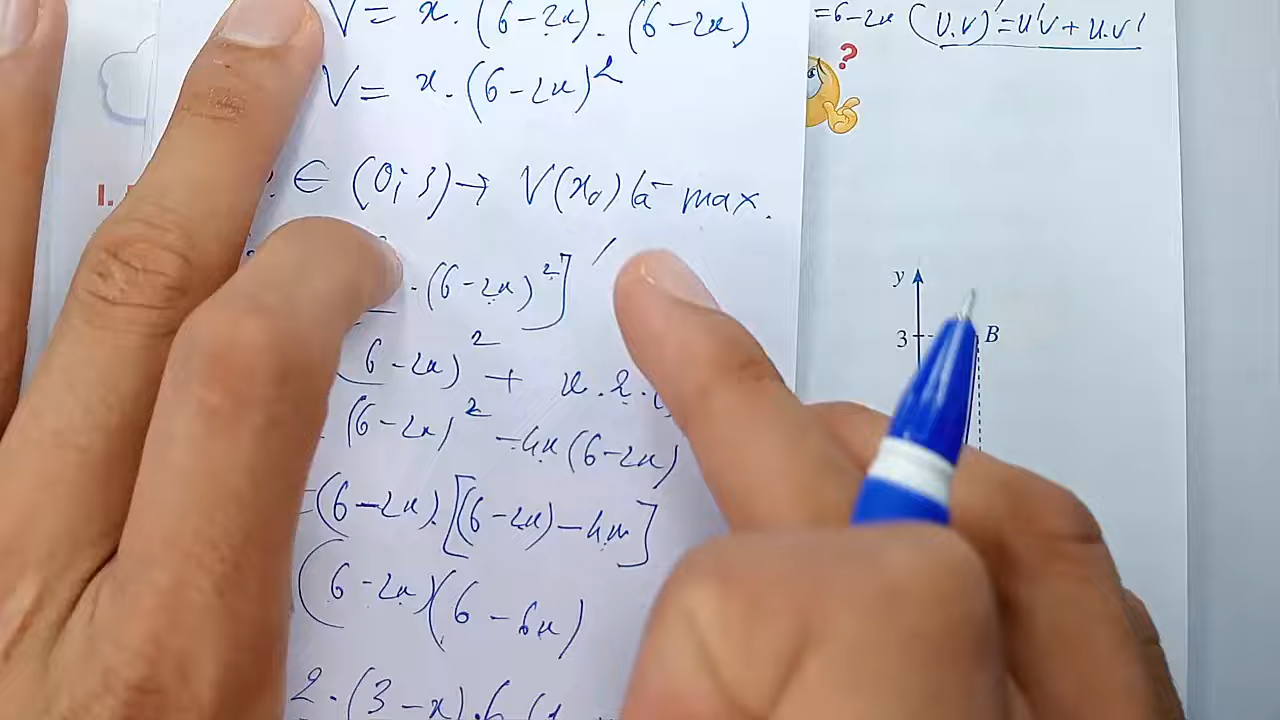 V = x . (6-2x) . (6-2x)
=6-2x (U.V)'=u'v+u.v'
V = x . (6-2x)²
?
I.
∈ (0; 3) → V(x₀) là max.
. (6-2x)²]'
y
(6-2x)² + x . 2 . (
3
B
(6-2x)² -4x (6-2x)
=(6-2x).[(6-2x)-4x]
(6-2x)(6-6x)
2 . (3-x) . 6 (1